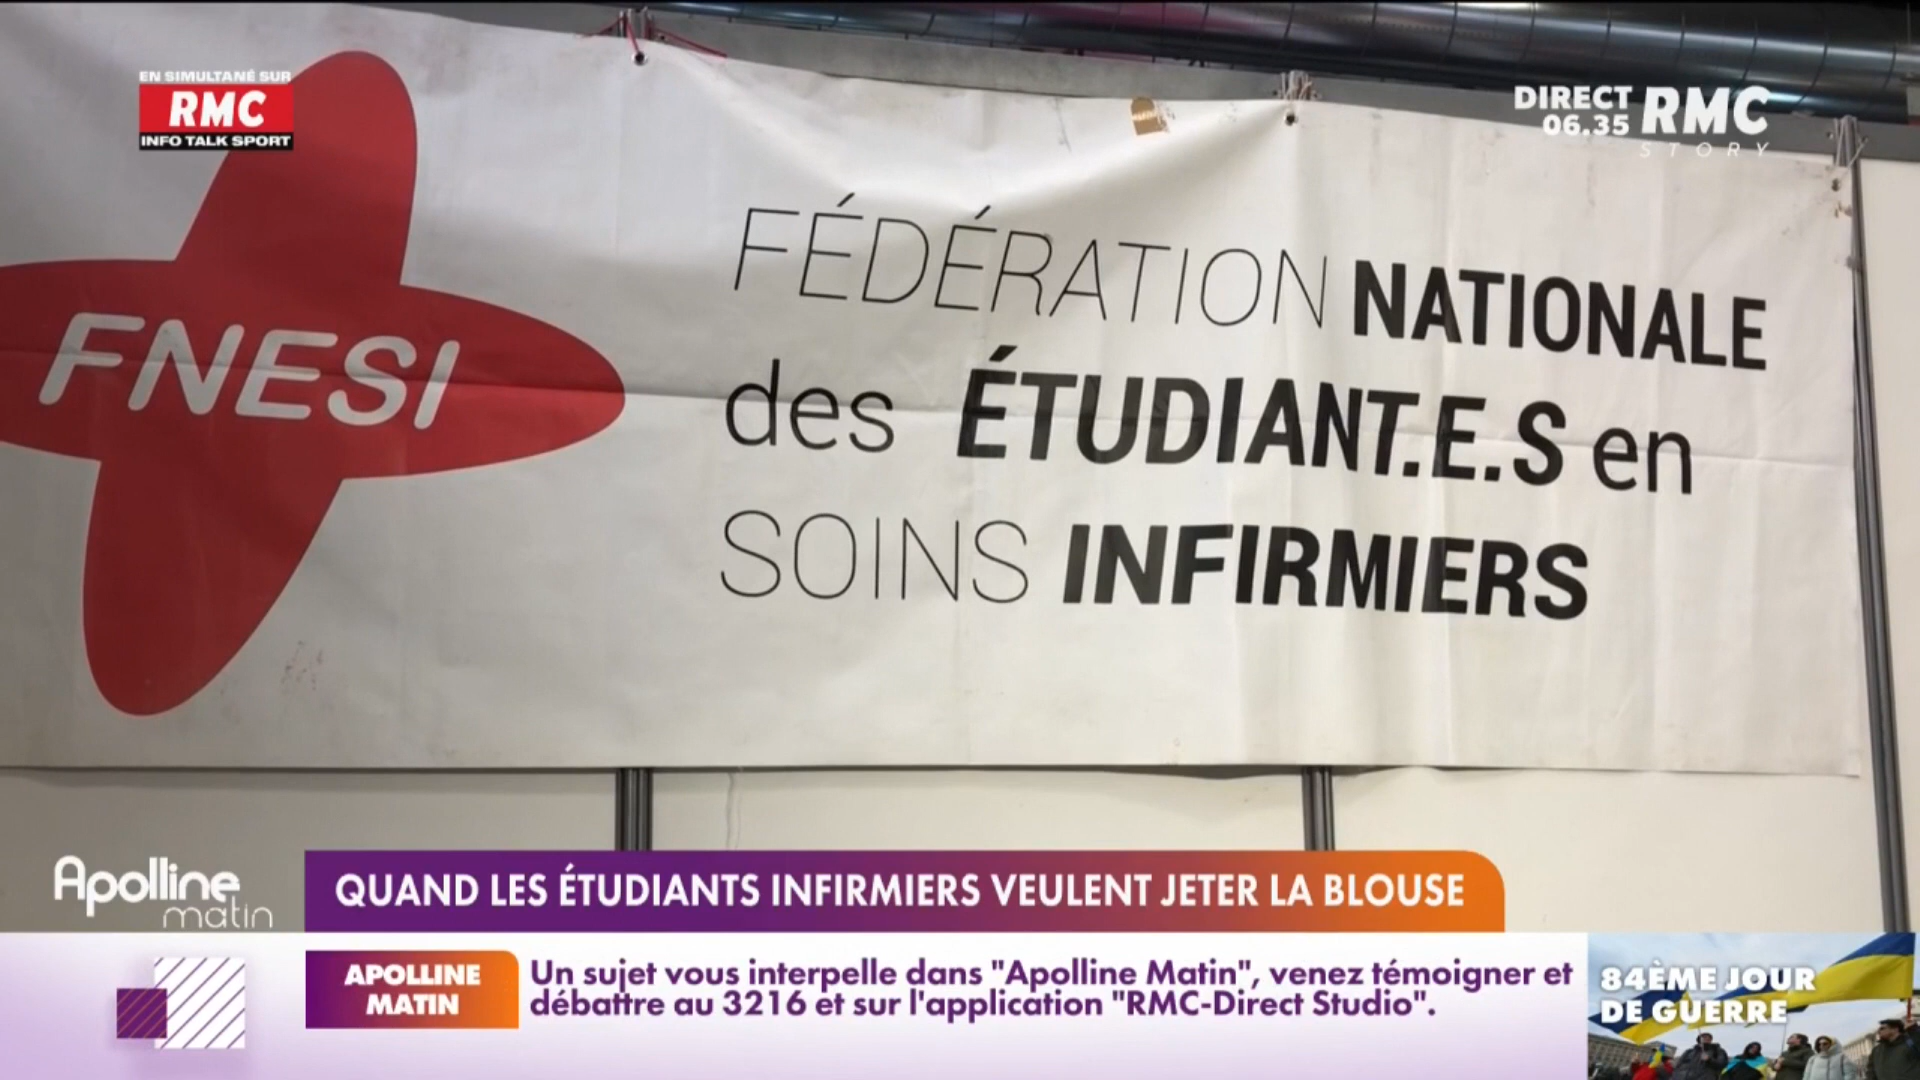 EN SIMULTANÉ SUR
RMC
INFO TALK SPORT
DIRECT
06.35
RMC
STORY
FNESI
FÉDÉRATION NATIONALE
des ÉTUDIANT.E.S en
SOINS INFIRMIERS
Apolline
matin
QUAND LES ÉTUDIANTS INFIRMIERS VEULENT JETER LA BLOUSE
APOLLINE
MATIN
Un sujet vous interpelle dans "Apolline Matin", venez témoigner et
débattre au 3216 et sur l'application "RMC-Direct Studio".
84ÈME JOUR
DE GUERRE